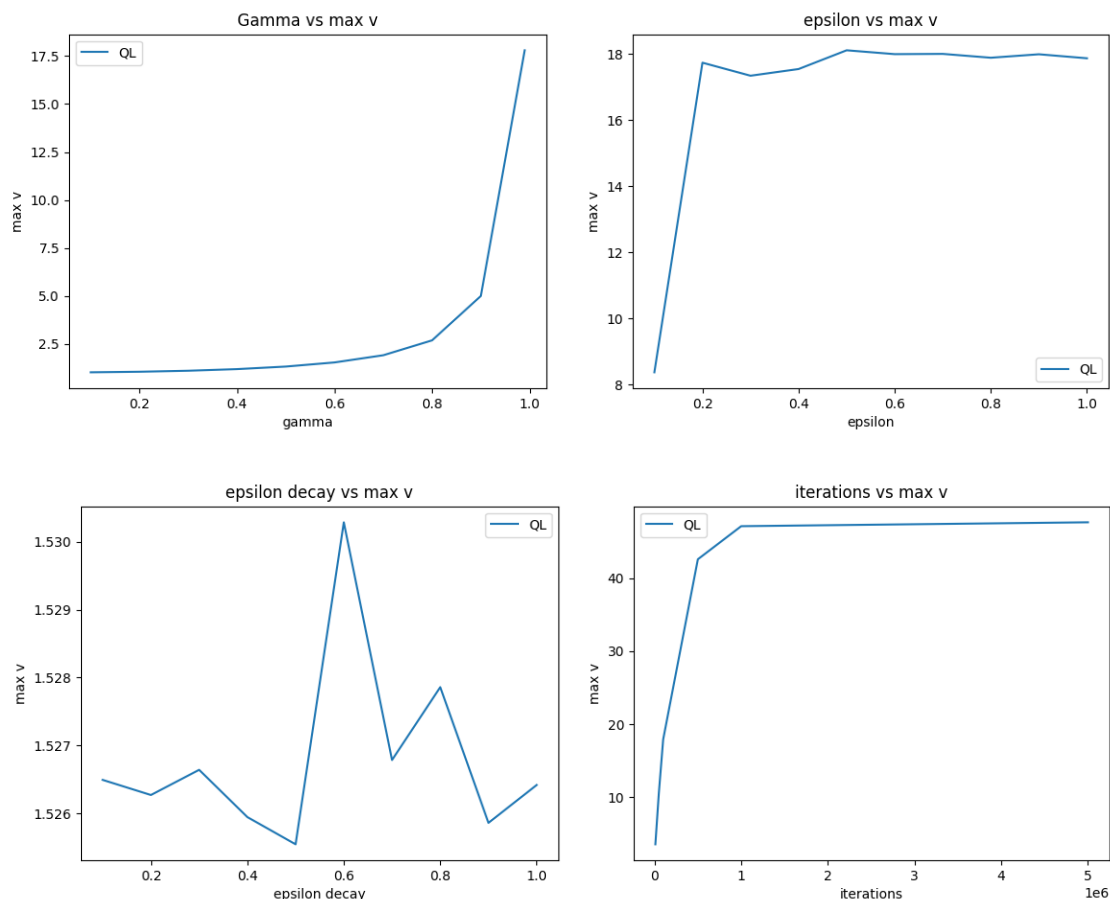 Gamma vs max v
QL
17.5
15.0
12.5
10.0
7.5
5.0
2.5
max v
0.2 0.4 0.6 0.8 1.0
gamma
epsilon vs max v
18
16
14
12
10
8
max v
QL
0.2 0.4 0.6 0.8 1.0
epsilon
epsilon decay vs max v
QL
1.530
1.529
1.528
1.527
1.526
max v
0.2 0.4 0.6 0.8 1.0
epsilon decay
iterations vs max v
QL
40
30
20
10
max v
0 1 2 3 4 5
1e6
iterations